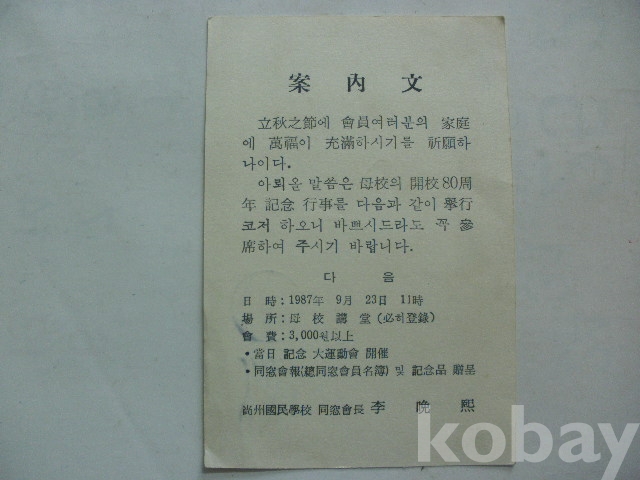 案內文
立秋之節에 會員여러분의 家庭
에 萬福이 充滿하시기를 祈願하
나이다.
아뢰올 말씀은 母校의 開校80周
年 記念 行事를 다음과 같이 擧行
코저 하오니 바쁘시드라도 꼭 參
席하여 주시기 바랍니다.
다 음
日 時 : 1987年 9月 23日 11時
場 所 : 母 校 講 堂 (必히登錄)
會 費 : 3,000원以上
• 當日 記念 大運動會 開催
• 同窓會報(總同窓會員名簿) 및 記念品 贈呈
尙州國民學校 同窓會長 李 晩 熙
kobay